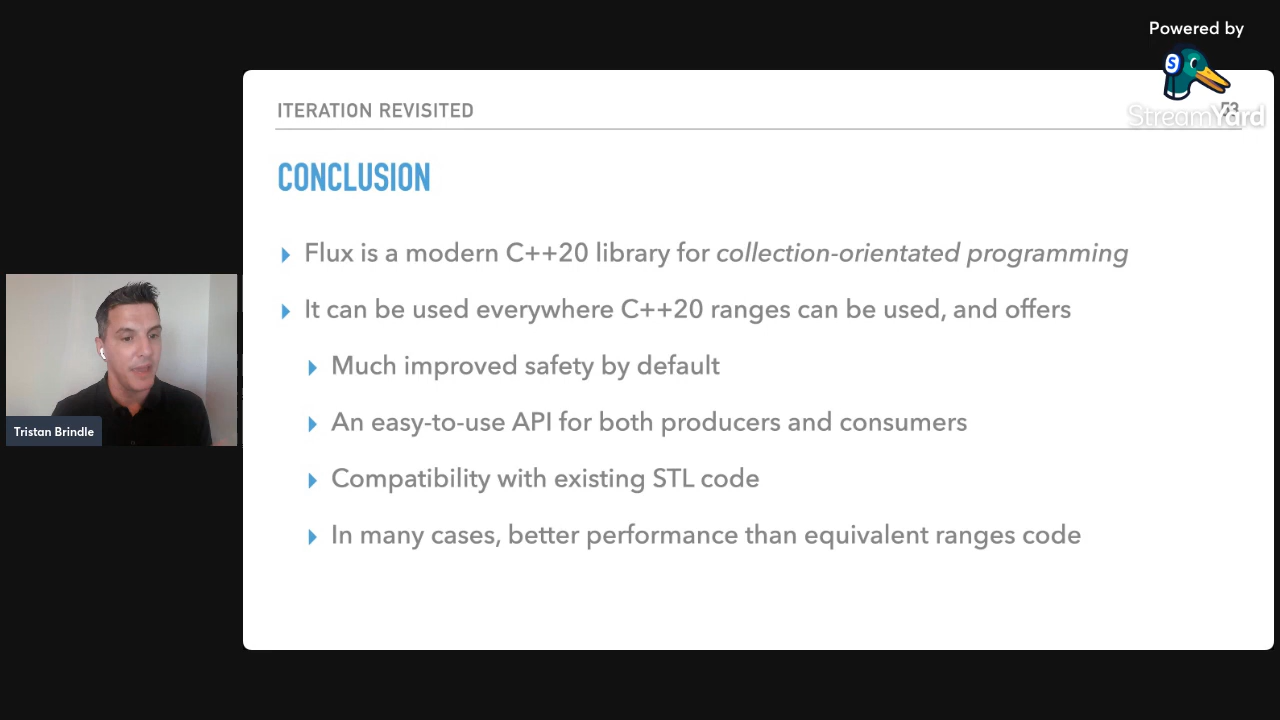 Powered by
StreamYard
ITERATION REVISITED
53
CONCLUSION
Flux is a modern C++20 library for collection-orientated programming
It can be used everywhere C++20 ranges can be used, and offers
Much improved safety by default
An easy-to-use API for both producers and consumers
Compatibility with existing STL code
In many cases, better performance than equivalent ranges code
Tristan Brindle